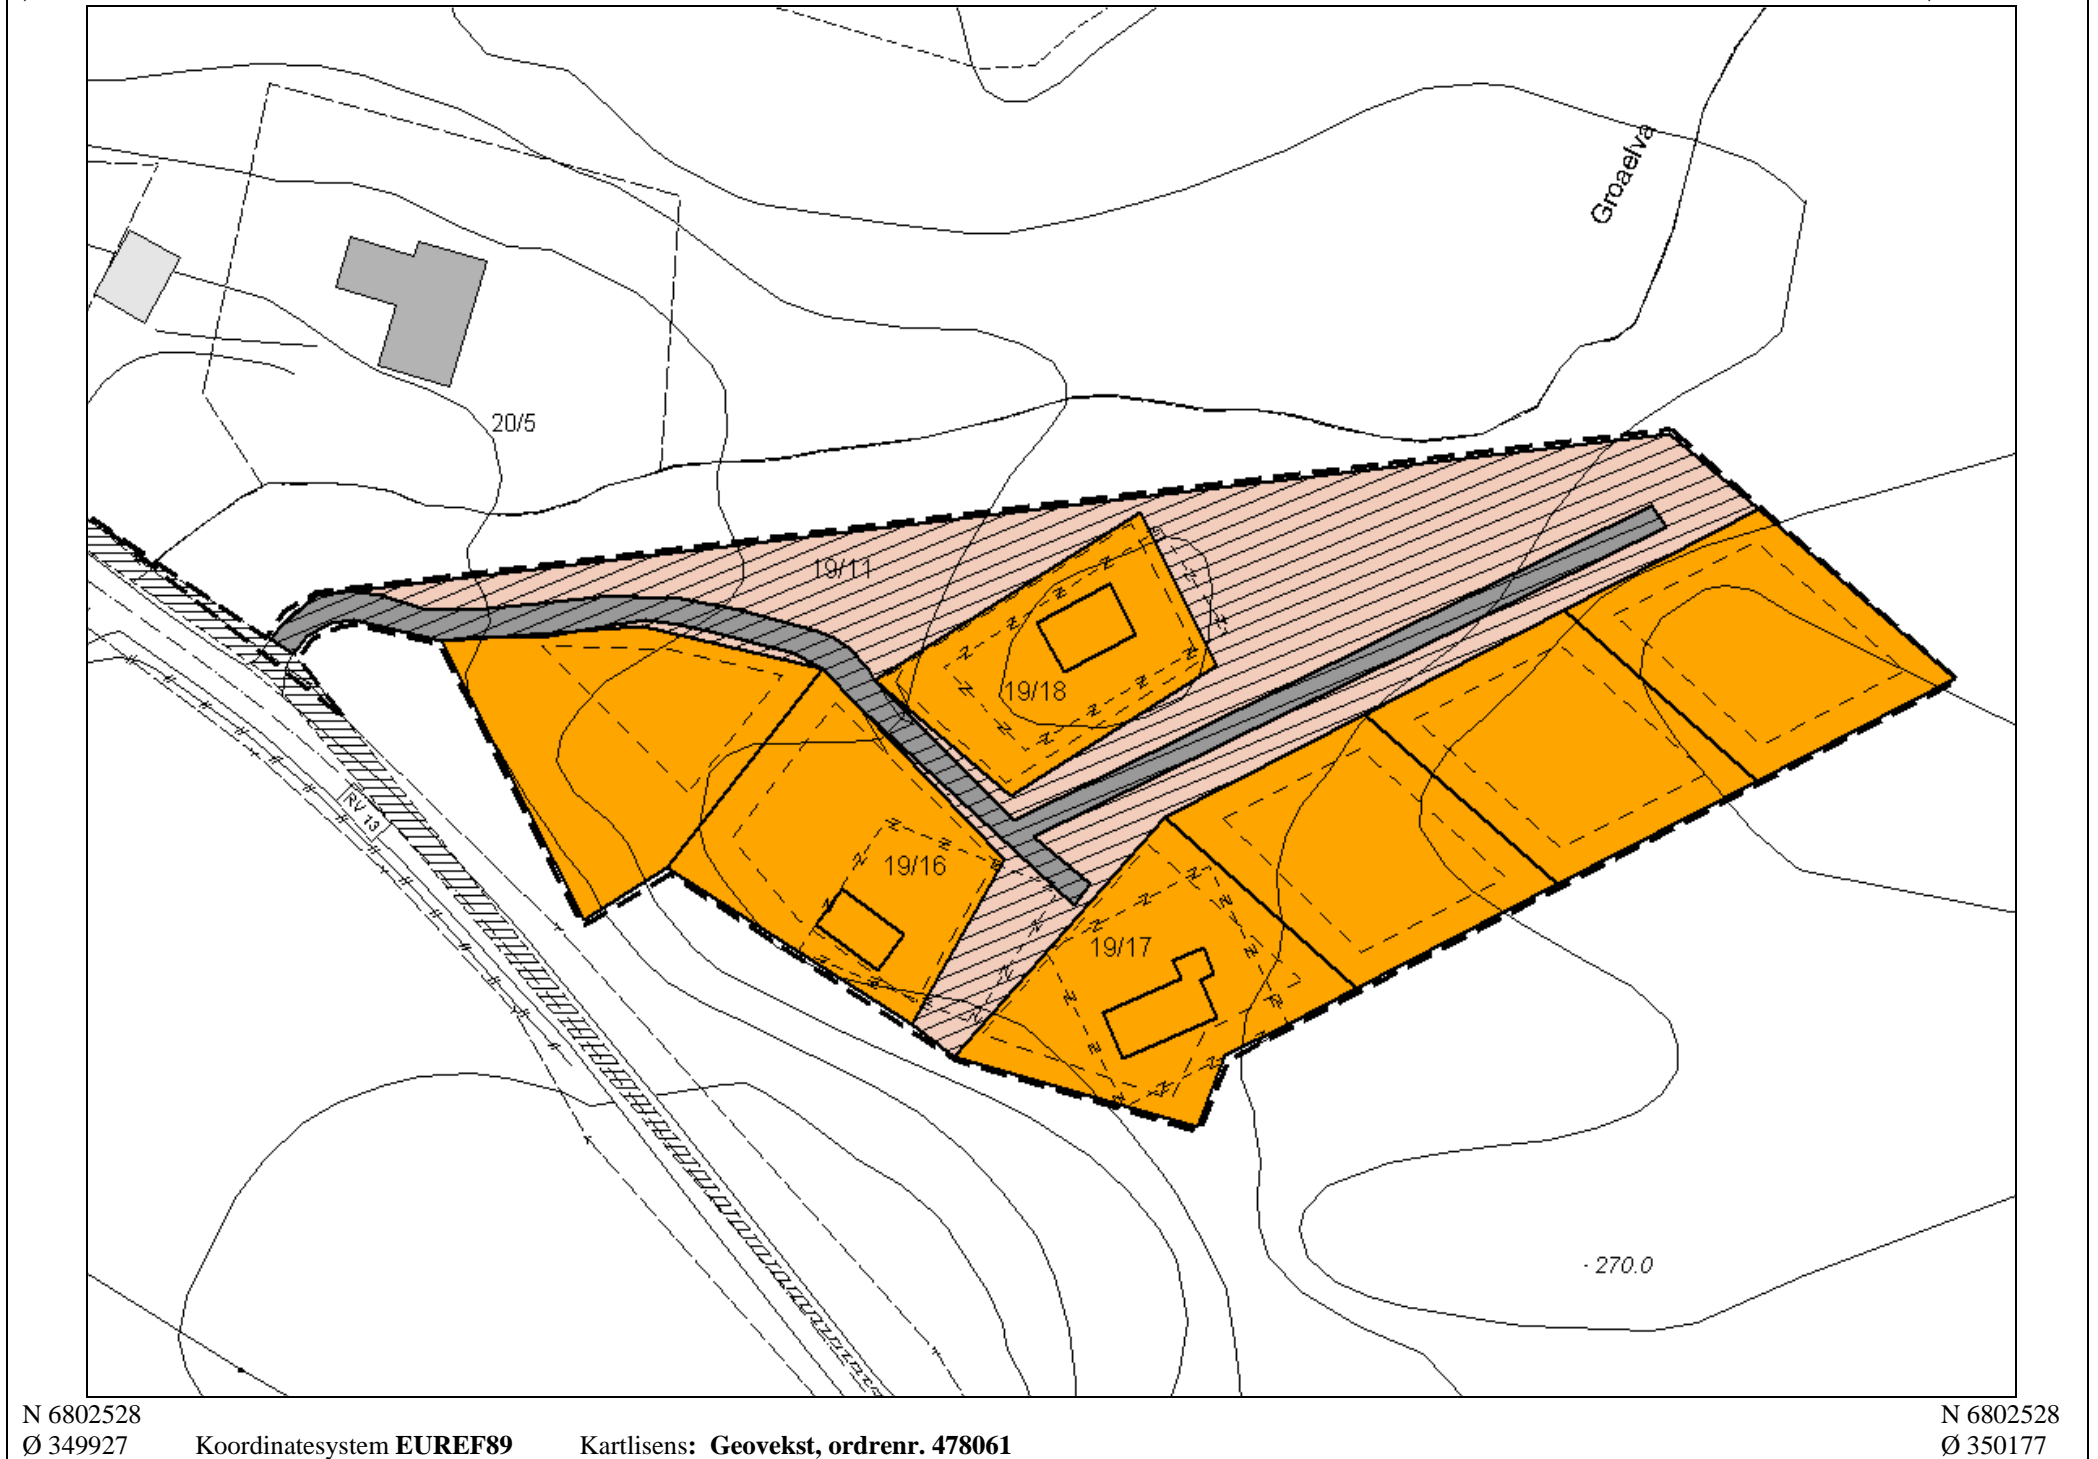 Groaelva
20/5
19/11
19/18
RV 13
19/16
19/17
· 270.0
N 6802528
N 6802528
Ø 349927 Koordinatesystem EUREF89 Kartlisens: Geovekst, ordrenr. 478061
Ø 350177